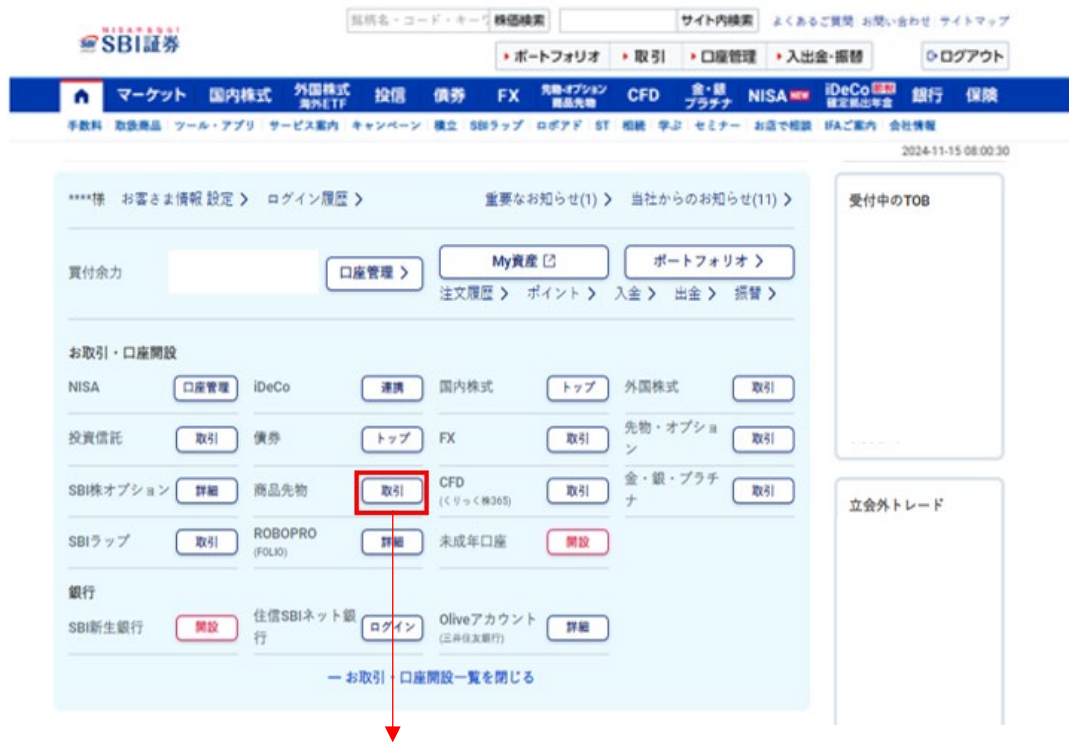 銘柄名・コード・キーワ 株価検索 サイト内検索 よくあるご質問 お問い合わせ サイトマップ
SBI証券
ポートフォリオ 取引 口座管理 入出金・振替 ログアウト
マーケット 国内株式 外国株式 海外ETF 投信 債券 FX 先物・オプション 商品先物 CFD 金・銀 プラチナ NISA NEW iDeCo 確定拠出年金 銀行 保険
手数料 取扱商品 ツール・アプリ サービス案内 キャンペーン 積立 SBIラップ ロボアド ST 相続 学ぶ セミナー お店で相談 IFAご案内 会社情報
2024-11-15 08:00:30
****様 お客さま情報 設定 > ログイン履歴 > 重要なお知らせ(1) > 当社からのお知らせ(11) >
受付中のTOB
買付余力 口座管理 > My資産 ポートフォリオ >
注文履歴 > ポイント > 入金 > 出金 > 振替 >
お取引・口座開設
NISA 口座管理 iDeCo 連携 国内株式 トップ 外国株式 取引
投資信託 取引 債券 トップ FX 取引 先物・オプション 取引
SBI株オプション 詳細 商品先物 取引 CFD (くりっく株365) 取引 金・銀・プラチナ 取引
立会外トレード
SBIラップ 取引 ROBOPRO (FOLIO) 詳細 未成年口座 開設
銀行
SBI新生銀行 開設 住信SBIネット銀行 ログイン Oliveアカウント (三井住友銀行) 詳細
ー お取引・口座開設一覧を閉じる